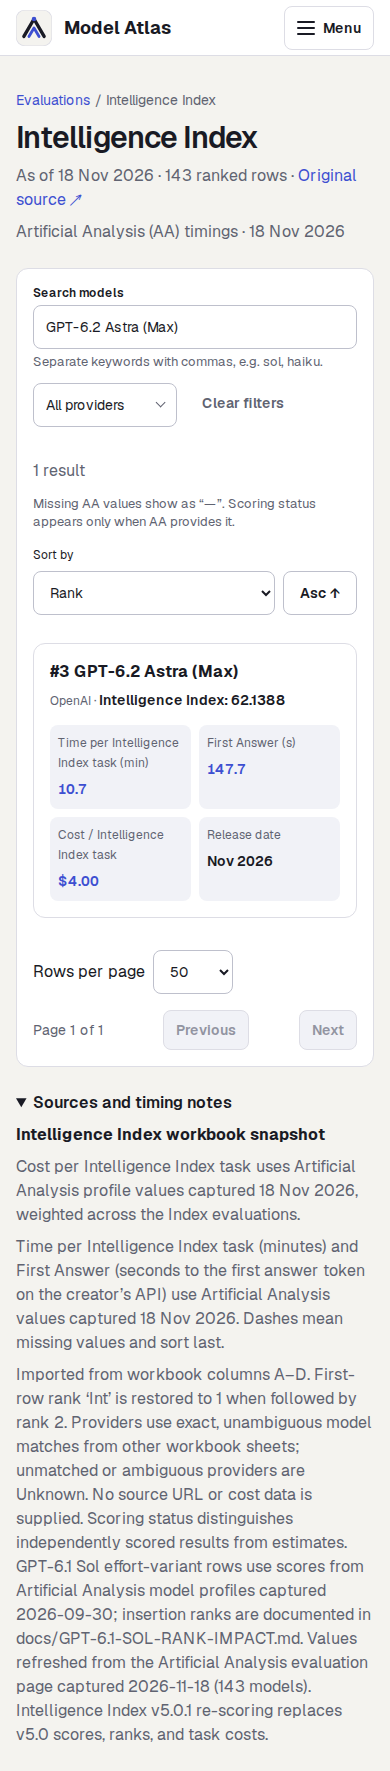 Model Atlas
Menu
Evaluations / Intelligence Index
Intelligence Index
As of 18 Nov 2026 · 143 ranked rows · Original
source ↗
Artificial Analysis (AA) timings · 18 Nov 2026
Search models
GPT-6.2 Astra (Max)
Separate keywords with commas, e.g. sol, haiku.
All providers
Clear filters
1 result
Missing AA values show as “—”. Scoring status
appears only when AA provides it.
Sort by
Rank
Asc ↑
#3 GPT-6.2 Astra (Max)
OpenAI · Intelligence Index: 62.1388
Time per Intelligence
Index task (min)
10.7
First Answer (s)
147.7
Cost / Intelligence
Index task
$4.00
Release date
Nov 2026
Rows per page
50
Page 1 of 1
Previous
Next
▼ Sources and timing notes
Intelligence Index workbook snapshot
Cost per Intelligence Index task uses Artificial
Analysis profile values captured 18 Nov 2026,
weighted across the Index evaluations.
Time per Intelligence Index task (minutes) and
First Answer (seconds to the first answer token
on the creator’s API) use Artificial Analysis
values captured 18 Nov 2026. Dashes mean
missing values and sort last.
Imported from workbook columns A–D. First-
row rank ‘Int’ is restored to 1 when followed by
rank 2. Providers use exact, unambiguous model
matches from other workbook sheets;
unmatched or ambiguous providers are
Unknown. No source URL or cost data is
supplied. Scoring status distinguishes
independently scored results from estimates.
GPT-6.1 Sol effort-variant rows use scores from
Artificial Analysis model profiles captured
2026-09-30; insertion ranks are documented in
docs/GPT-6.1-SOL-RANK-IMPACT.md. Values
refreshed from the Artificial Analysis evaluation
page captured 2026-11-18 (143 models).
Intelligence Index v5.0.1 re-scoring replaces
v5.0 scores, ranks, and task costs.